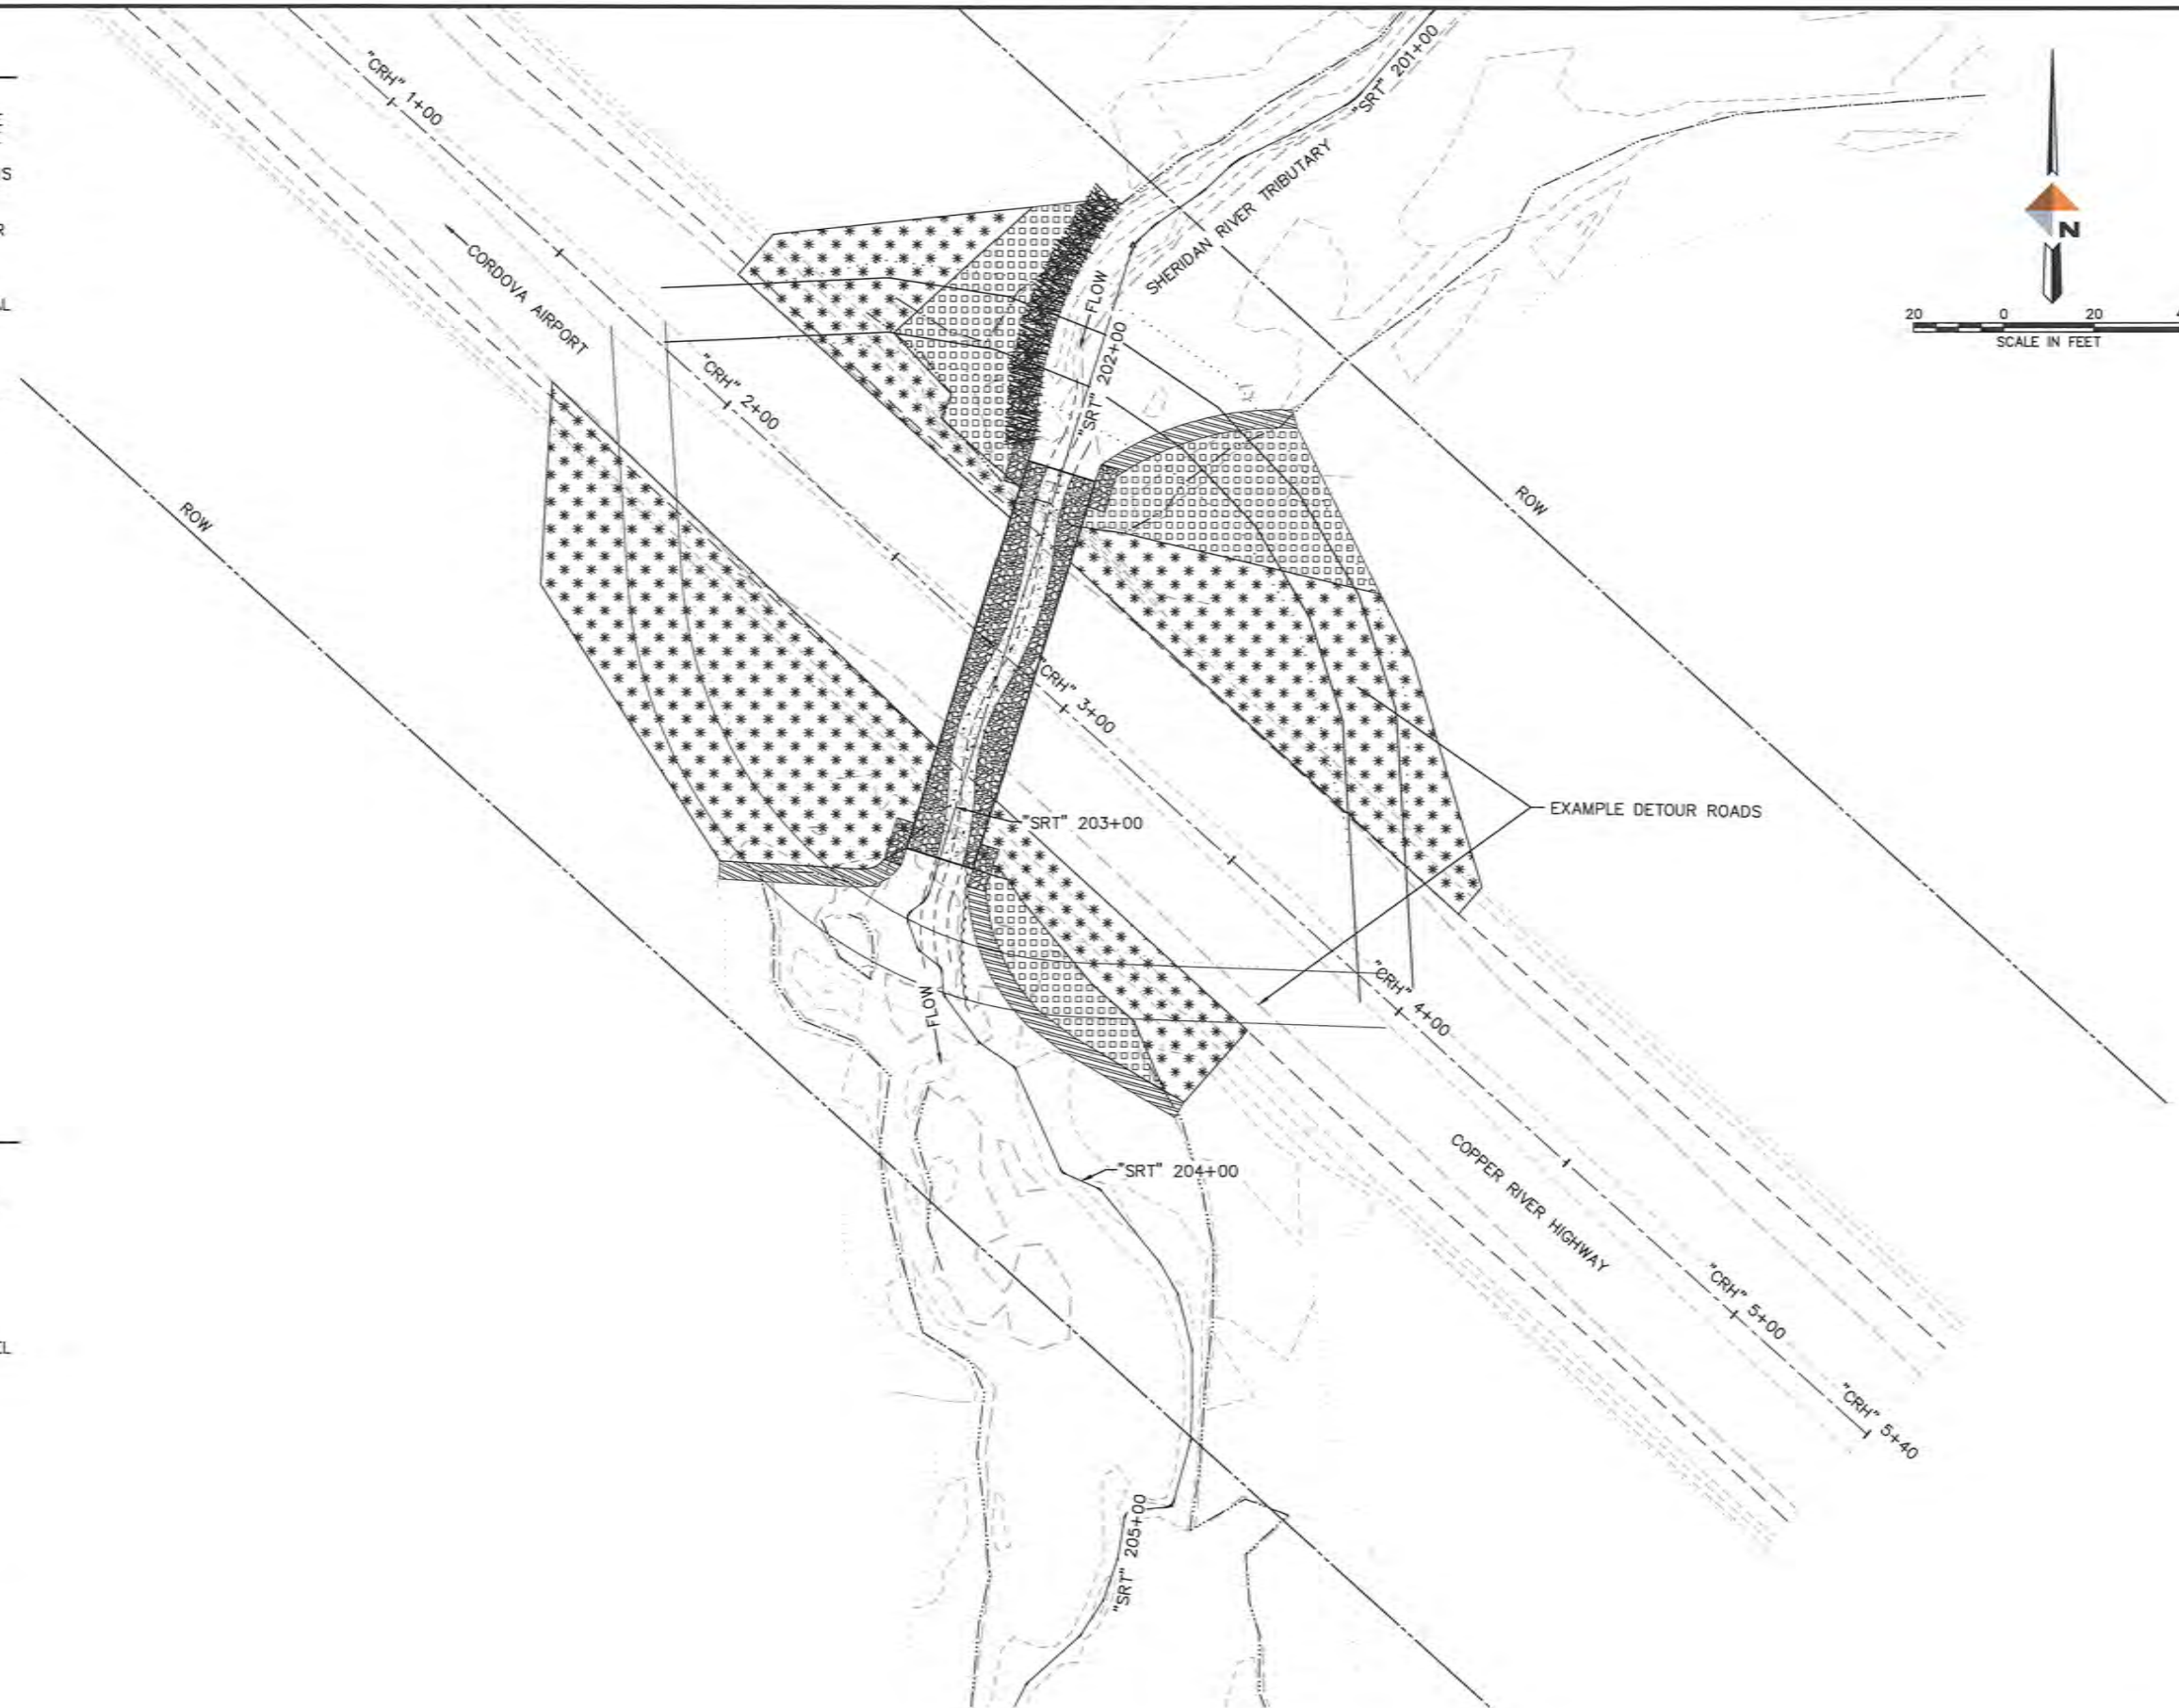 "CRH" 1+00
"SRT" 201+00
SHERIDAN RIVER TRIBUTARY
N
20 0 20
SCALE IN FEET
CORDOVA AIRPORT
FLOW
"SRT" 202+00
"CRH" 2+00
ROW
ROW
"CRH" 3+00
EXAMPLE DETOUR ROADS
"SRT" 203+00
FLOW
"CRH" 4+00
"SRT" 204+00
COPPER RIVER HIGHWAY
"CRH" 5+00
"CRH" 5+40
"SRT" 205+00